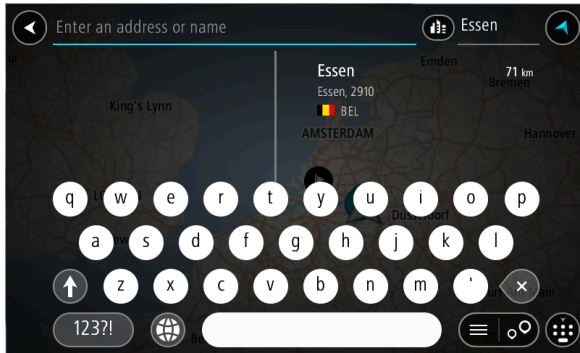 Enter an address or name
Essen
Essen
71 km
Essen, 2910
BEL
Emden
Bremen
King's Lynn
AMSTERDAM
Hannover
q w e r t y u i o p
a s d f g h j k l
z x c v b n m '
123?!